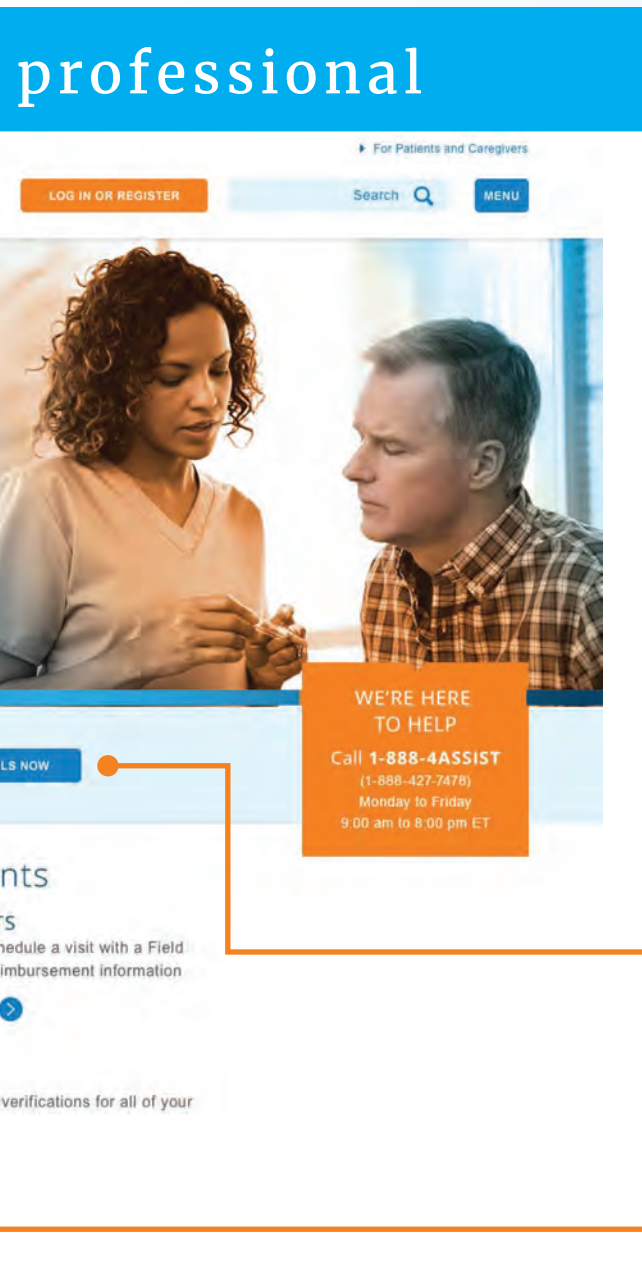 professional
For Patients and Caregivers
LOG IN OR REGISTER
Search
MENU
WE'RE HERE
TO HELP
Call 1-888-4ASSIST
(1-888-427-7478)
Monday to Friday
9:00 am to 8:00 pm ET
LS NOW
nts
rs
hedule a visit with a Field
imbursement information
verifications for all of your